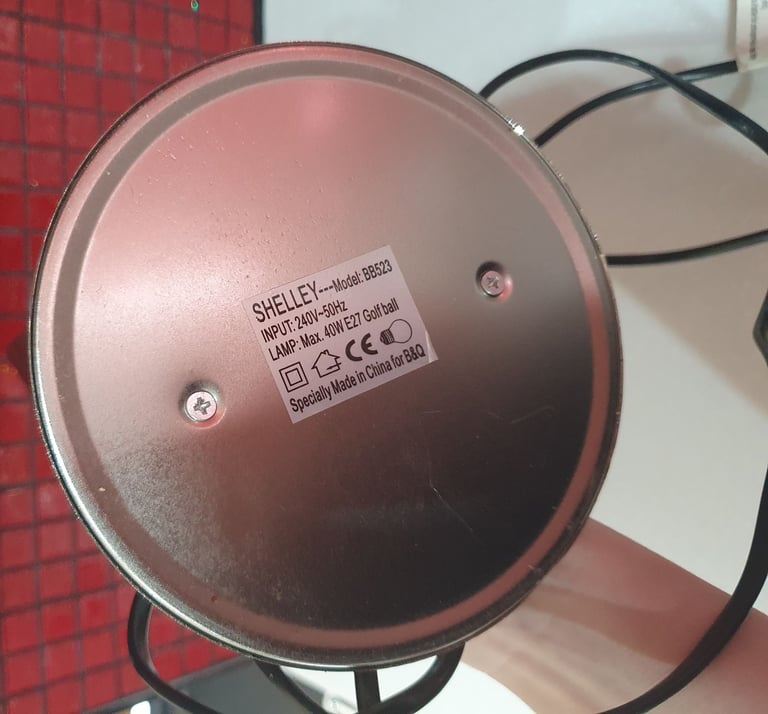 SHELLEY---Model: BB523
INPUT: 240V~50Hz
LAMP: Max. 40W E27 Golf ball
CE
Specially Made in China for B&Q